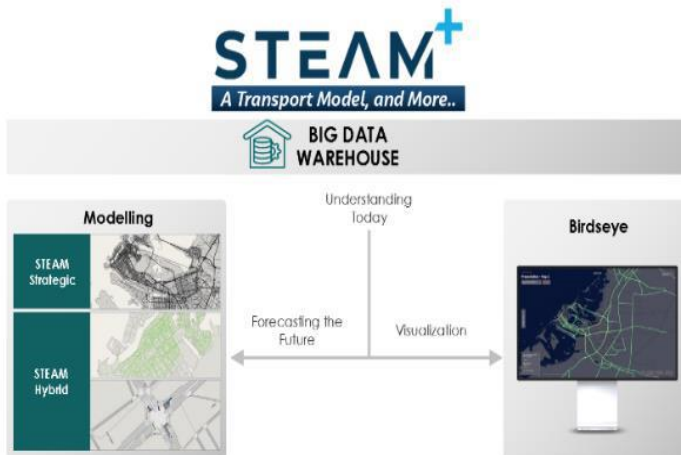 STEAM+
A Transport Model, and More..
BIG DATA
WAREHOUSE
Understanding
Today
Modelling
STEAM
Strategic
STEAM
Hybrid
Forecasting the
Future
Visualization
Birdseye